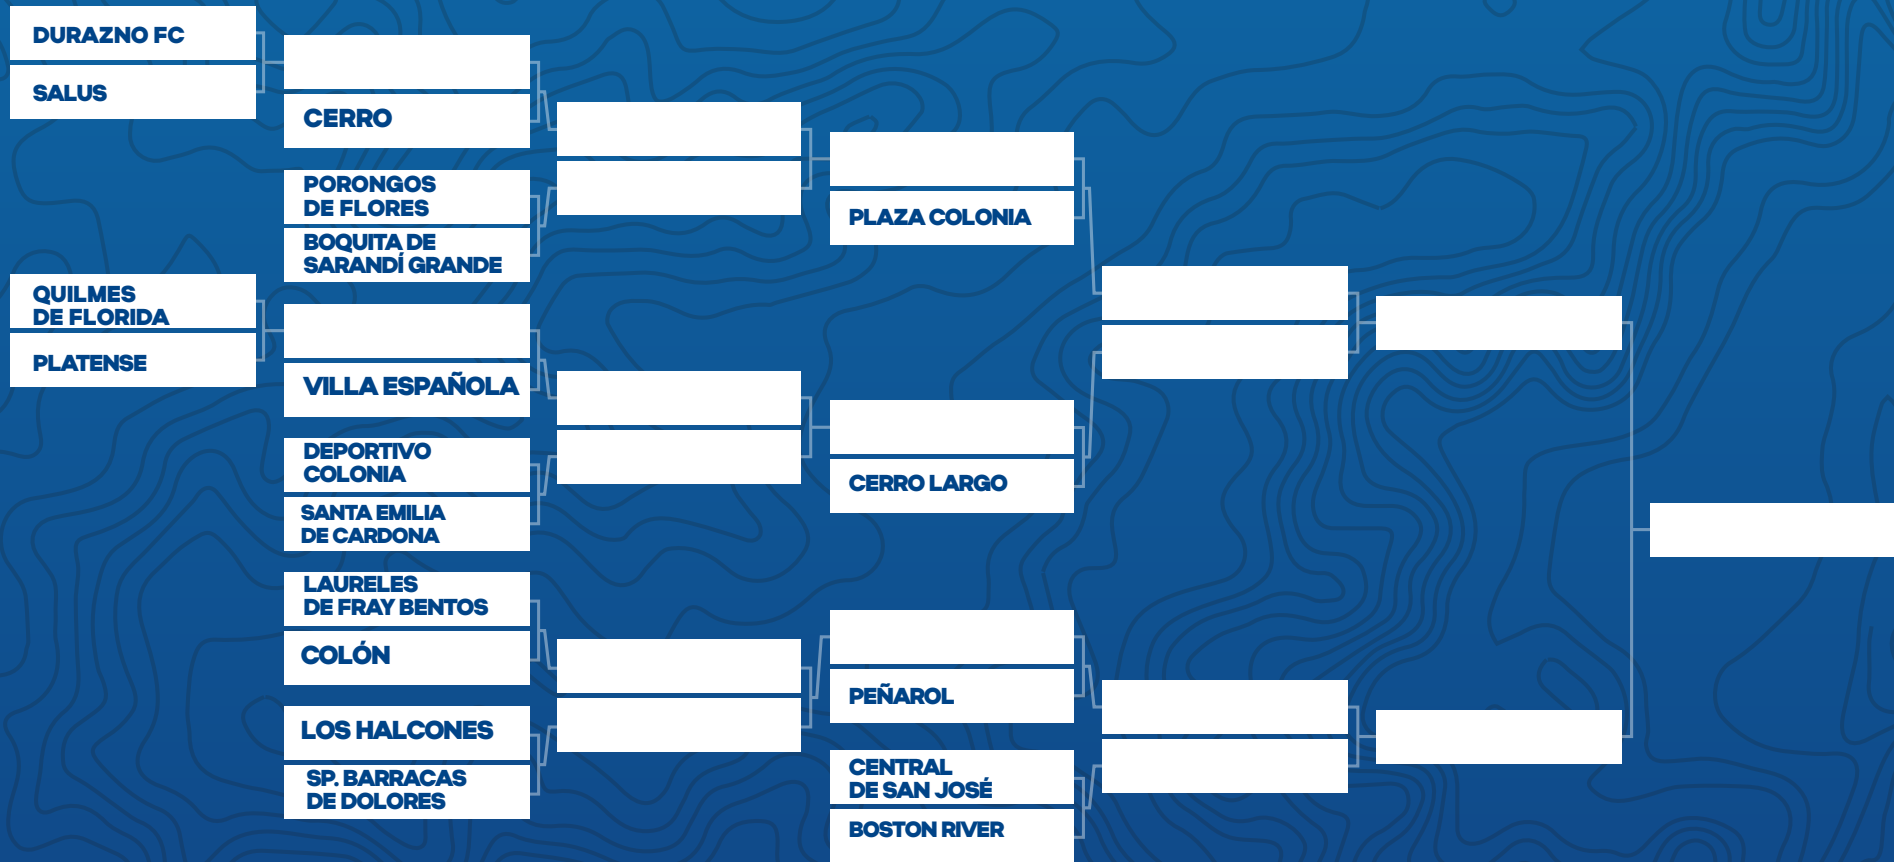 DURAZNO FC
SALUS
QUILMES
DE FLORIDA
PLATENSE
CERRO
PORONGOS
DE FLORES
BOQUITA DE
SARANDÍ GRANDE
VILLA ESPAÑOLA
DEPORTIVO
COLONIA
SANTA EMILIA
DE CARDONA
LAURELES
DE FRAY BENTOS
COLÓN
LOS HALCONES
SP. BARRACAS
DE DOLORES
PLAZA COLONIA
CERRO LARGO
PEÑAROL
CENTRAL
DE SAN JOSÉ
BOSTON RIVER